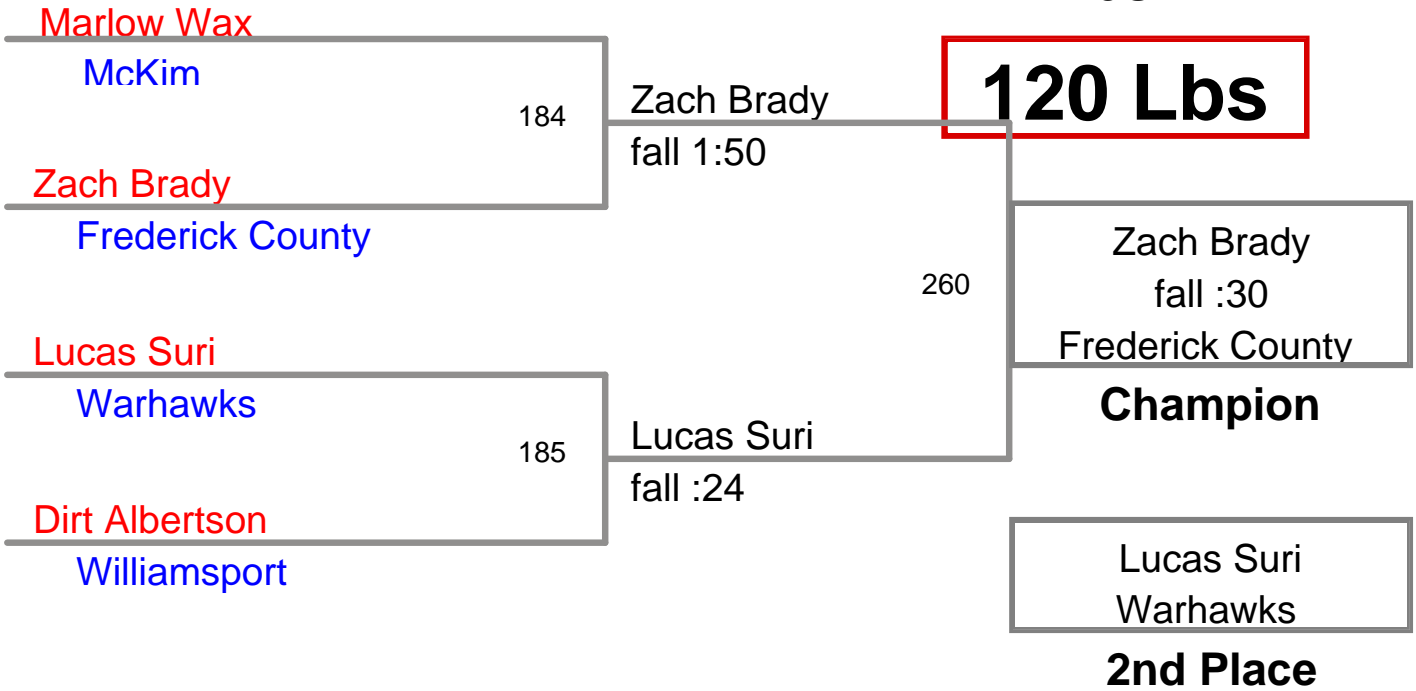 Marlow Wax
McKim
184
Zach Brady
fall 1:50
120 Lbs
Zach Brady
Frederick County
260
Zach Brady
fall :30
Frederick County
Champion
Lucas Suri
Warhawks
185
Lucas Suri
fall :24
Dirt Albertson
Williamsport
Lucas Suri
Warhawks
2nd Place